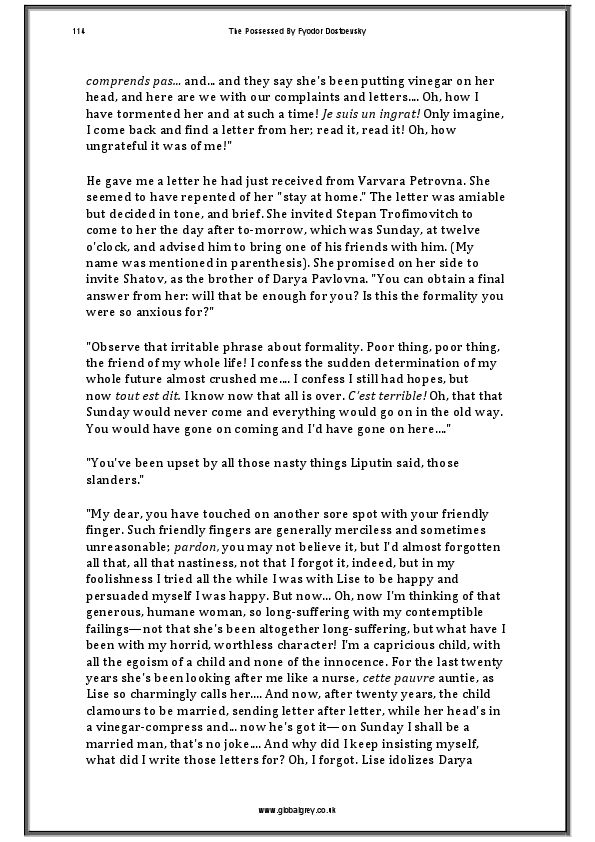 114
The Possessed By Fyodor Dostoevsky
comprends pas... and... and they say she's been putting vinegar on her
head, and here are we with our complaints and letters.... Oh, how I
have tormented her and at such a time! Je suis un ingrat! Only imagine,
I come back and find a letter from her; read it, read it! Oh, how
ungrateful it was of me!"
He gave me a letter he had just received from Varvara Petrovna. She
seemed to have repented of her "stay at home." The letter was amiable
but decided in tone, and brief. She invited Stepan Trofimovitch to
come to her the day after to-morrow, which was Sunday, at twelve
o'clock, and advised him to bring one of his friends with him. (My
name was mentioned in parenthesis). She promised on her side to
invite Shatov, as the brother of Darya Pavlovna. "You can obtain a final
answer from her: will that be enough for you? Is this the formality you
were so anxious for?"
"Observe that irritable phrase about formality. Poor thing, poor thing,
the friend of my whole life! I confess the sudden determination of my
whole future almost crushed me.... I confess I still had hopes, but
now tout est dit. I know now that all is over. C'est terrible! Oh, that that
Sunday would never come and everything would go on in the old way.
You would have gone on coming and I'd have gone on here...."
"You've been upset by all those nasty things Liputin said, those
slanders."
"My dear, you have touched on another sore spot with your friendly
finger. Such friendly fingers are generally merciless and sometimes
unreasonable; pardon, you may not believe it, but I'd almost forgotten
all that, all that nastiness, not that I forgot it, indeed, but in my
foolishness I tried all the while I was with Lise to be happy and
persuaded myself I was happy. But now... Oh, now I'm thinking of that
generous, humane woman, so long-suffering with my contemptible
failings—not that she's been altogether long-suffering, but what have I
been with my horrid, worthless character! I'm a capricious child, with
all the egoism of a child and none of the innocence. For the last twenty
years she's been looking after me like a nurse, cette pauvre auntie, as
Lise so charmingly calls her.... And now, after twenty years, the child
clamours to be married, sending letter after letter, while her head's in
a vinegar-compress and... now he's got it—on Sunday I shall be a
married man, that's no joke.... And why did I keep insisting myself,
what did I write those letters for? Oh, I forgot. Lise idolizes Darya
www.globalgrey.co.uk